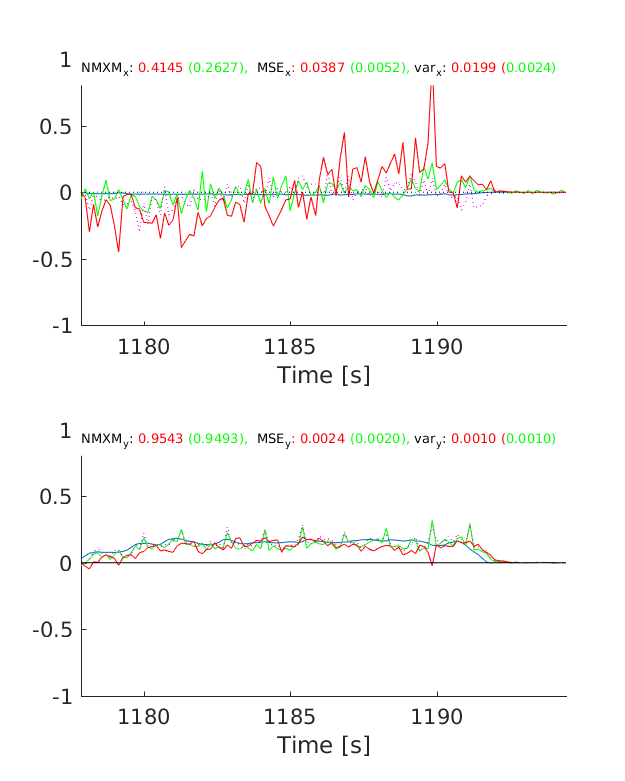 1
NMXMx: 0.4145 (0.2627), MSEx: 0.0387 (0.0052), varx: 0.0199 (0.0024)
0.5
0
-0.5
-1
1180 1185 1190
Time [s]
1
NMXMy: 0.9543 (0.9493), MSEy: 0.0024 (0.0020), vary: 0.0010 (0.0010)
0.5
0
-0.5
-1
1180 1185 1190
Time [s]